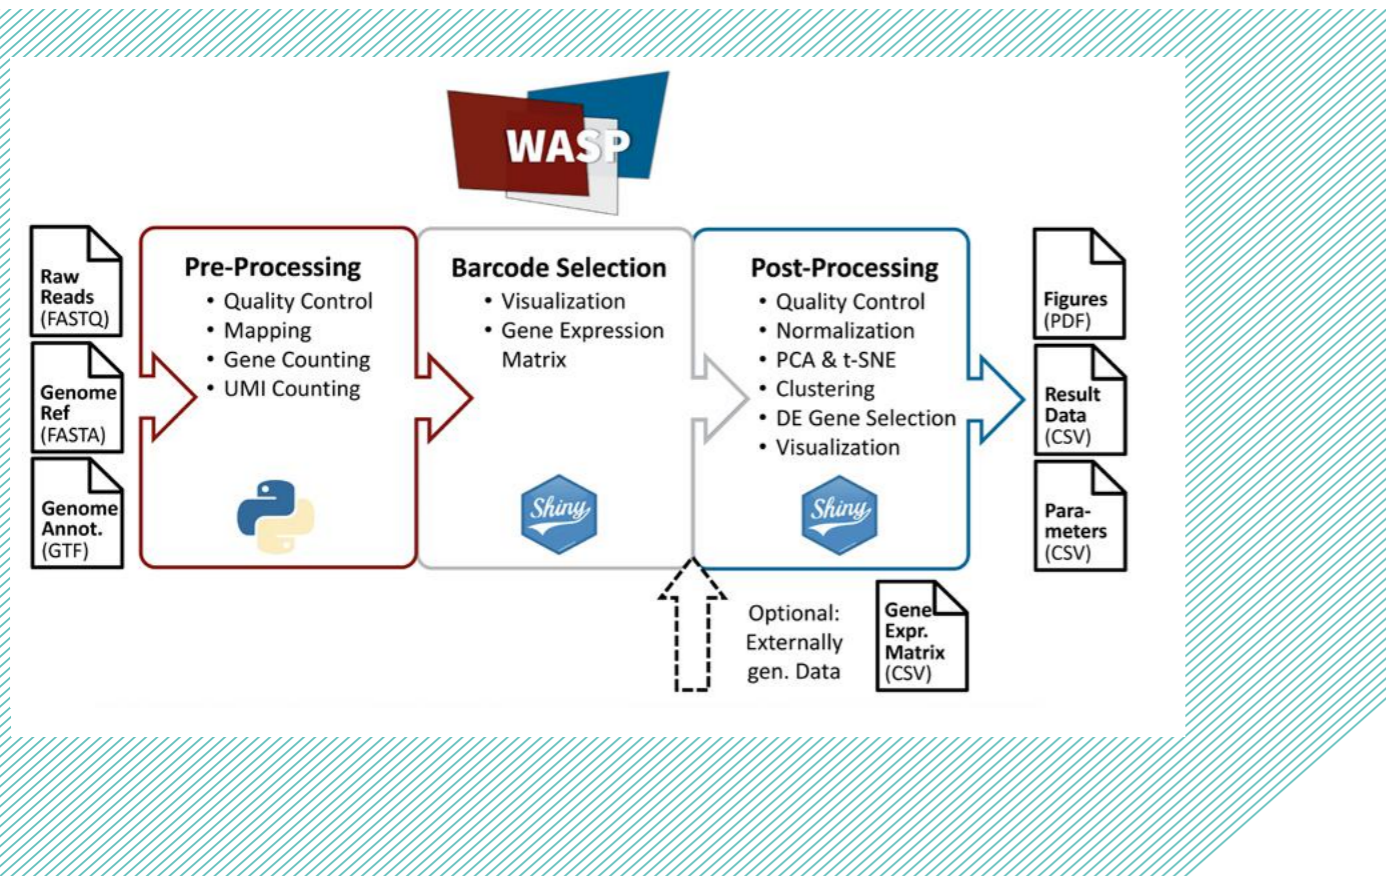 WASP
Raw
Reads
(FASTQ)
Genome
Ref
(FASTA)
Genome
Annot.
(GTF)
Pre-Processing
• Quality Control
• Mapping
• Gene Counting
• UMI Counting
Barcode Selection
• Visualization
• Gene Expression
Matrix
Shiny
Post-Processing
• Quality Control
• Normalization
• PCA & t-SNE
• Clustering
• DE Gene Selection
• Visualization
Shiny
Figures
(PDF)
Result
Data
(CSV)
Para-
meters
(CSV)
Optional:
Externally
gen. Data
Gene
Expr.
Matrix
(CSV)